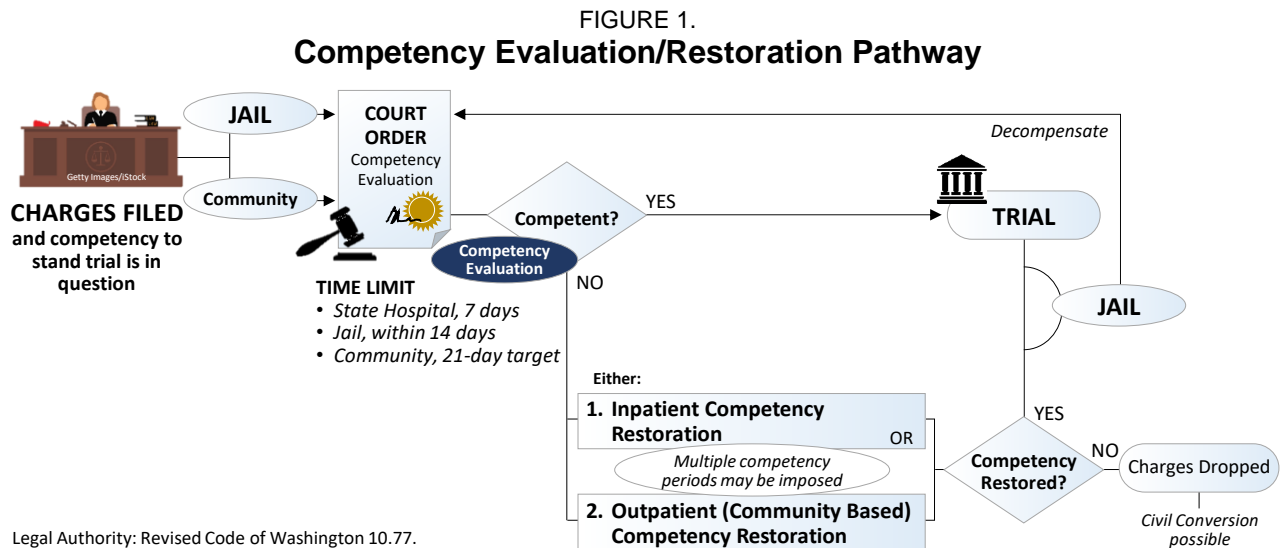 FIGURE 1.
Competency Evaluation/Restoration Pathway
Getty Images/iStock
CHARGES FILED
and competency to
stand trial is in
question
JAIL
Community
COURT
ORDER
Competency
Evaluation
TIME LIMIT
• State Hospital, 7 days
• Jail, within 14 days
• Community, 21-day target
Competent?
Competency
Evaluation
YES
NO
TRIAL
Decompensate
JAIL
Either:
1. Inpatient Competency
Restoration
OR
Multiple competency
periods may be imposed
2. Outpatient (Community Based)
Competency Restoration
YES
Competency
Restored?
NO
Charges Dropped
Civil Conversion
possible
Legal Authority: Revised Code of Washington 10.77.